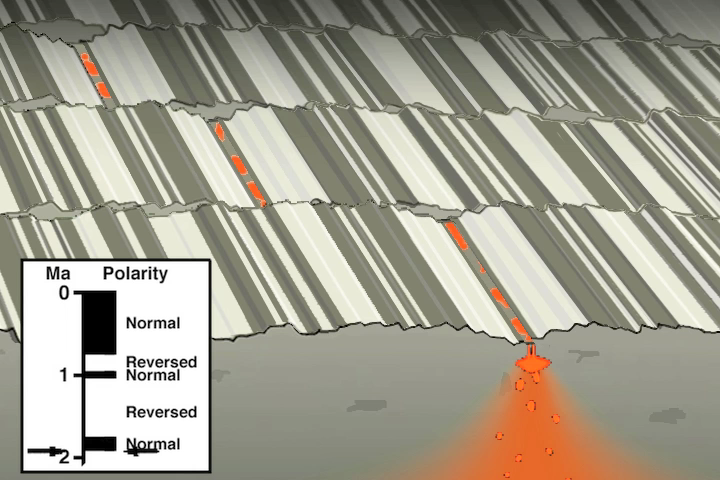 Ma Polarity
0
Normal
Reversed
1 Normal
Reversed
Normal
2